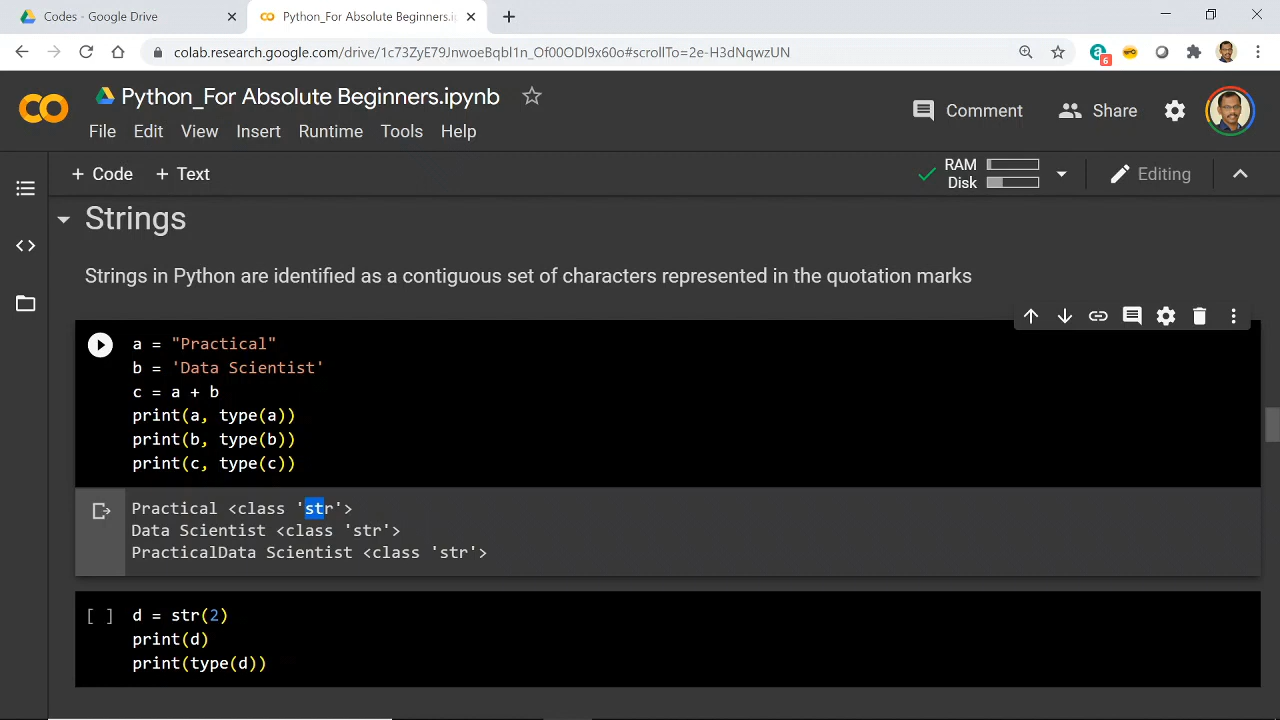 Codes - Google Drive
Python_For Absolute Beginners.i
colab.research.google.com/drive/1c73ZyE79JnwoeBqbl1n_Of00ODl9x60o#scrollTo=2e-H3dNqwzUN
6
Python_For Absolute Beginners.ipynb
Comment
Share
File Edit View Insert Runtime Tools Help
+ Code + Text
RAM
Disk
Editing
Strings
Strings in Python are identified as a contiguous set of characters represented in the quotation marks
a = "Practical"
b = 'Data Scientist'
c = a + b
print(a, type(a))
print(b, type(b))
print(c, type(c))
Practical <class 'str'>
Data Scientist <class 'str'>
PracticalData Scientist <class 'str'>
[ ] d = str(2)
print(d)
print(type(d))